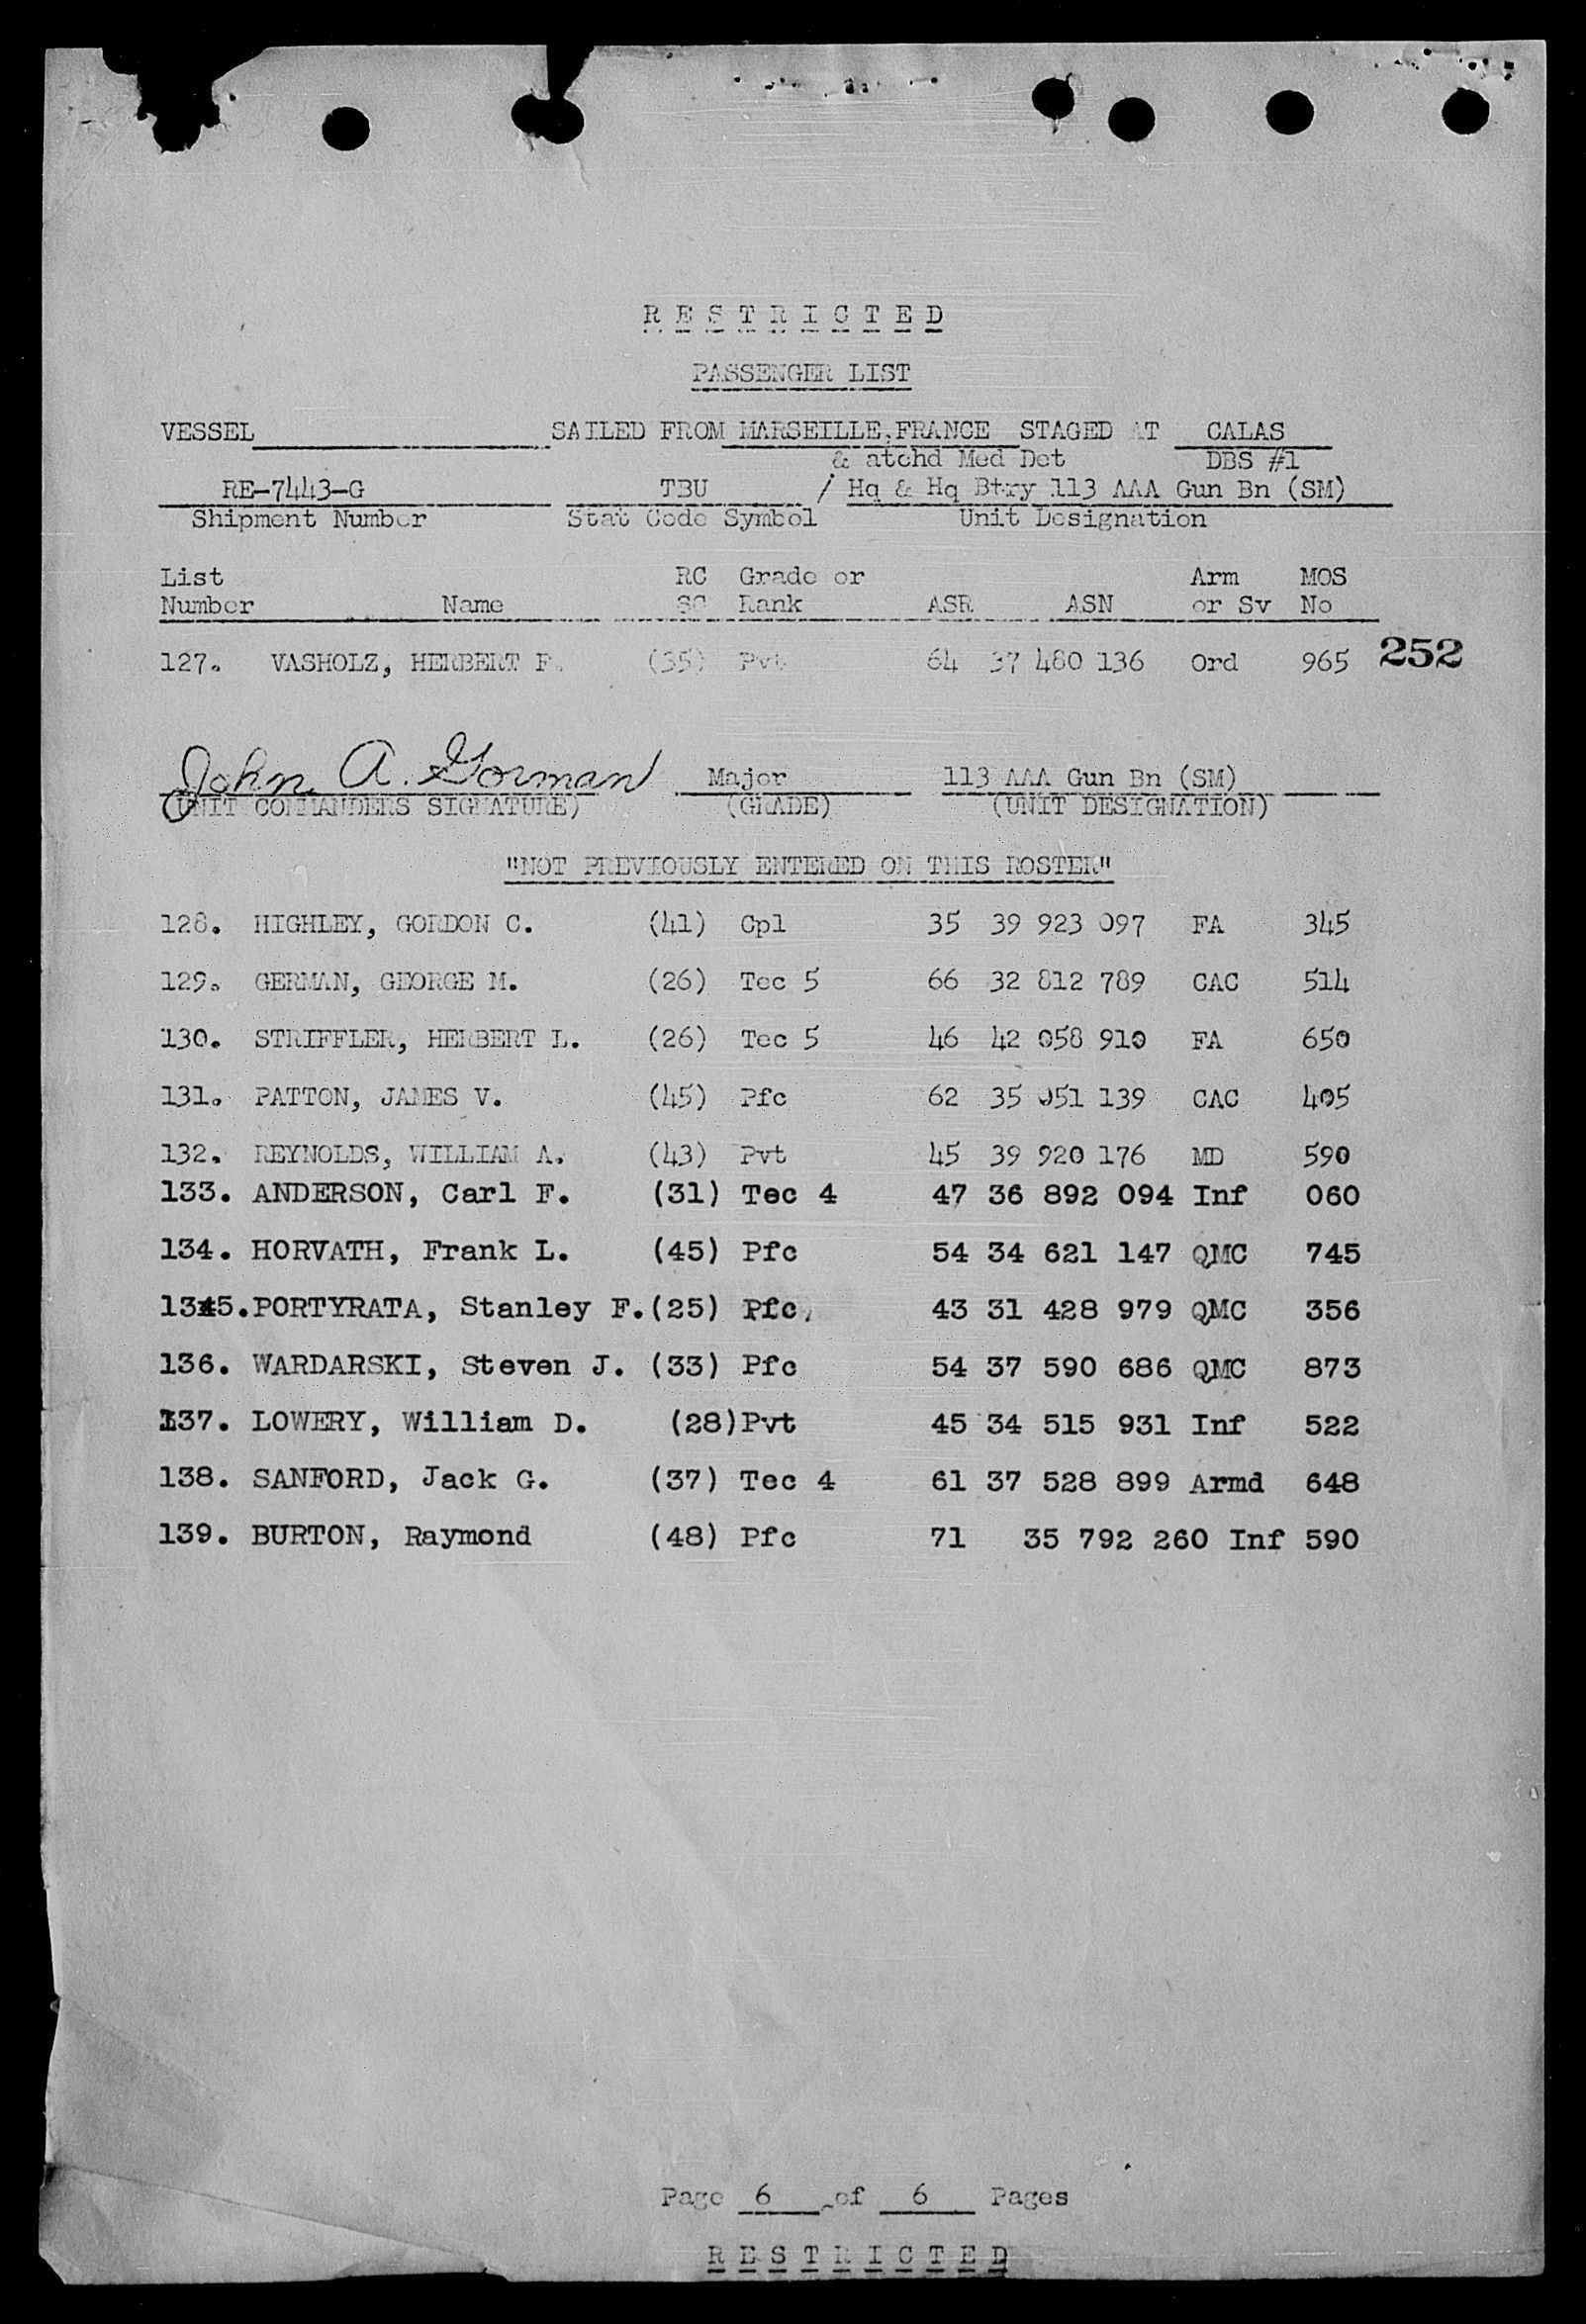 R E S T R I C T E D
PASSENGER LIST
VESSEL SAILED FROM MARSEILLE,FRANCE STAGED AT CALAS
& atchd Med Det DBS #1
RE-7443-G TBU / Hq & Hq Btry 113 AAA Gun Bn (SM)
Shipment Number Stat Code Symbol Unit Designation
List RC Grade or Arm MOS
Number Name SC Rank ASR ASN or Sv No
127. VASHOLZ, HERBERT F. (35) Pvt 64 37 480 136 Ord 965 252
John A. Gorman Major 113 AAA Gun Bn (SM)
(UNIT COMMANDERS SIGNATURE) (GRADE) (UNIT DESIGNATION)
"NOT PREVIOUSLY ENTERED ON THIS ROSTER"
128. HIGHLEY, GORDON C. (41) Cpl 35 39 923 097 FA 345
129. GERMAN, GEORGE M. (26) Tec 5 66 32 812 789 CAC 514
130. STRIFFLER, HERBERT L. (26) Tec 5 46 42 058 910 FA 650
131. PATTON, JAMES V. (45) Pfc 62 35 051 139 CAC 405
132. REYNOLDS, WILLIAM A. (43) Pvt 45 39 920 176 MD 590
133. ANDERSON, Carl F. (31) Tec 4 47 36 892 094 Inf 060
134. HORVATH, Frank L. (45) Pfc 54 34 621 147 QMC 745
1345. PORTYRATA, Stanley F. (25) Pfc, 43 31 428 979 QMC 356
136. WARDARSKI, Steven J. (33) Pfc 54 37 590 686 QMC 873
137. LOWERY, William D. (28) Pvt 45 34 515 931 Inf 522
138. SANFORD, Jack G. (37) Tec 4 61 37 528 899 Armd 648
139. BURTON, Raymond (48) Pfc 71 35 792 260 Inf 590
Page 6 of 6 Pages
R E S T R I C T E D